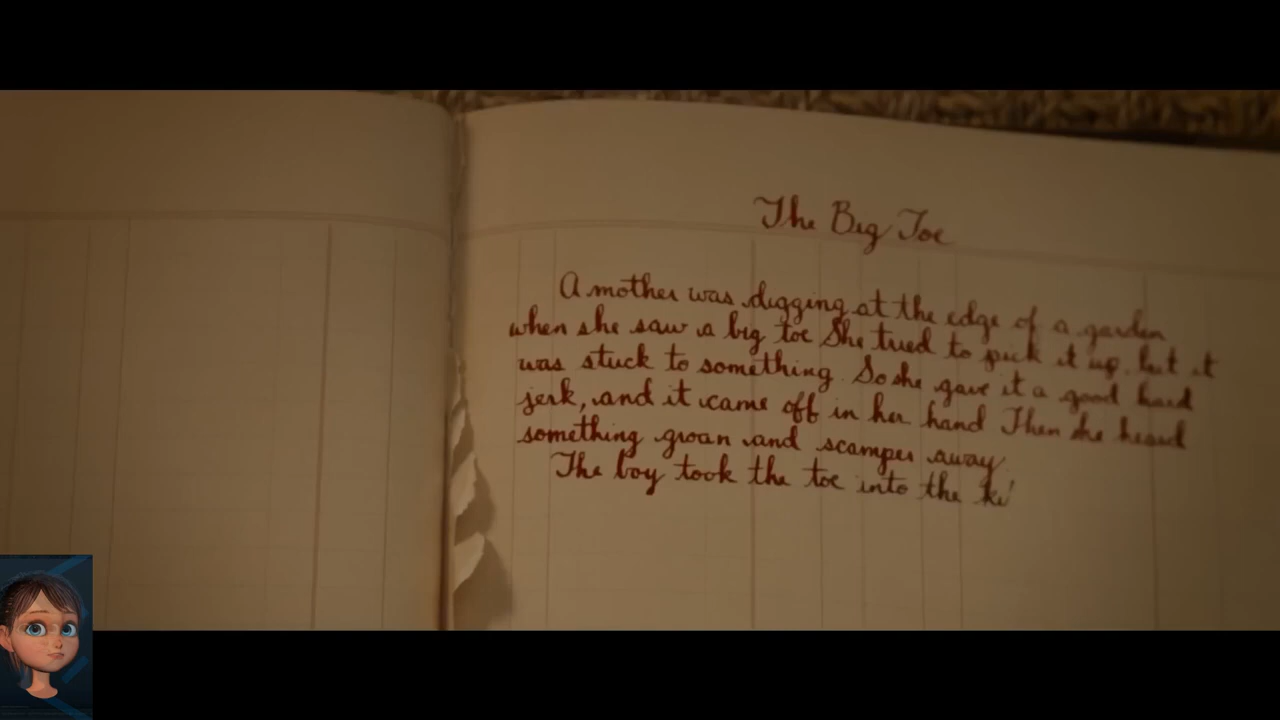 The Big Toe
A mother was digging at the edge of a garden
when she saw a big toe She tried to pick it up, but it
was stuck to something. So she gave it a good hard
jerk, and it came off in her hand Then she heard
something groan and scamper away
The boy took the toe into the ki